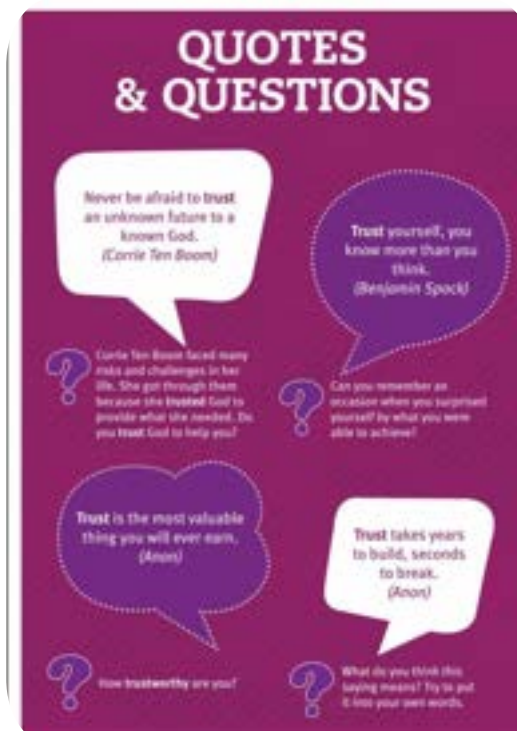 QUOTES
& QUESTIONS
Never be afraid to trust
an unknown future to a
known God.
(Corrie Ten Boom)
Trust yourself, you
know more than you
think.
(Benjamin Spock)
Corrie Ten Boom faced many
risks and challenges in her
life. She got through them
because she trusted God to
provide what she needed. Do
you trust God to help you?
Can you remember an
occasion when you surprised
yourself by what you were
able to achieve?
Trust is the most valuable
thing you will ever earn.
(Anon)
Trust takes years
to build, seconds
to break.
(Anon)
How trustworthy are you?
What do you think this
saying means? Try to put
it into your own words.